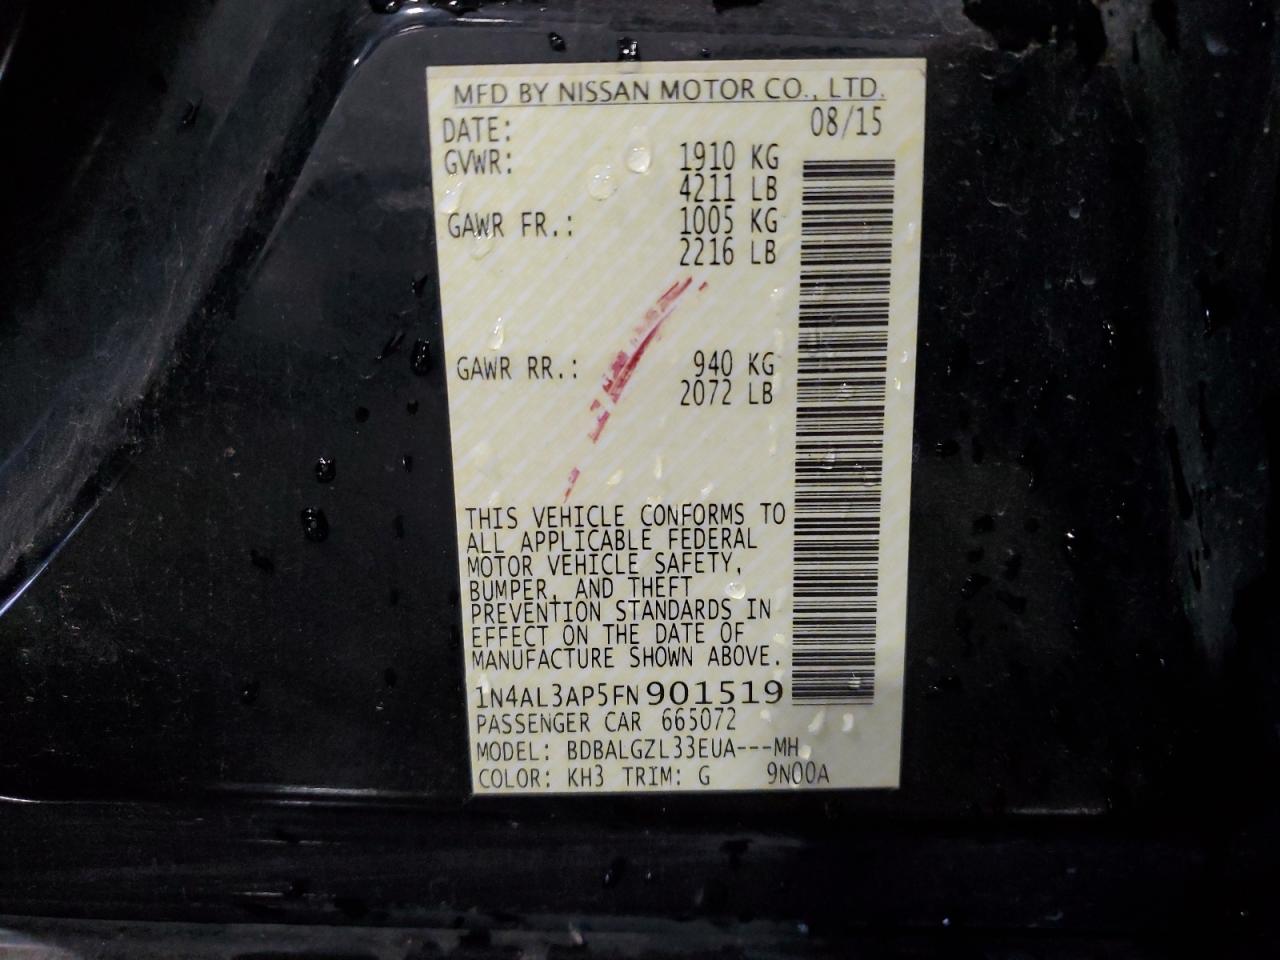 MFD BY NISSAN MOTOR CO., LTD.
DATE: 08/15
GVWR: 1910 KG
4211 LB
GAWR FR.: 1005 KG
2216 LB
GAWR RR.: 940 KG
2072 LB
THIS VEHICLE CONFORMS TO
ALL APPLICABLE FEDERAL
MOTOR VEHICLE SAFETY,
BUMPER, AND THEFT
PREVENTION STANDARDS IN
EFFECT ON THE DATE OF
MANUFACTURE SHOWN ABOVE.
1N4AL3AP5FN901519
PASSENGER CAR 665072
MODEL: BDBALGZL33EUA---MH
COLOR: KH3 TRIM: G 9N00A